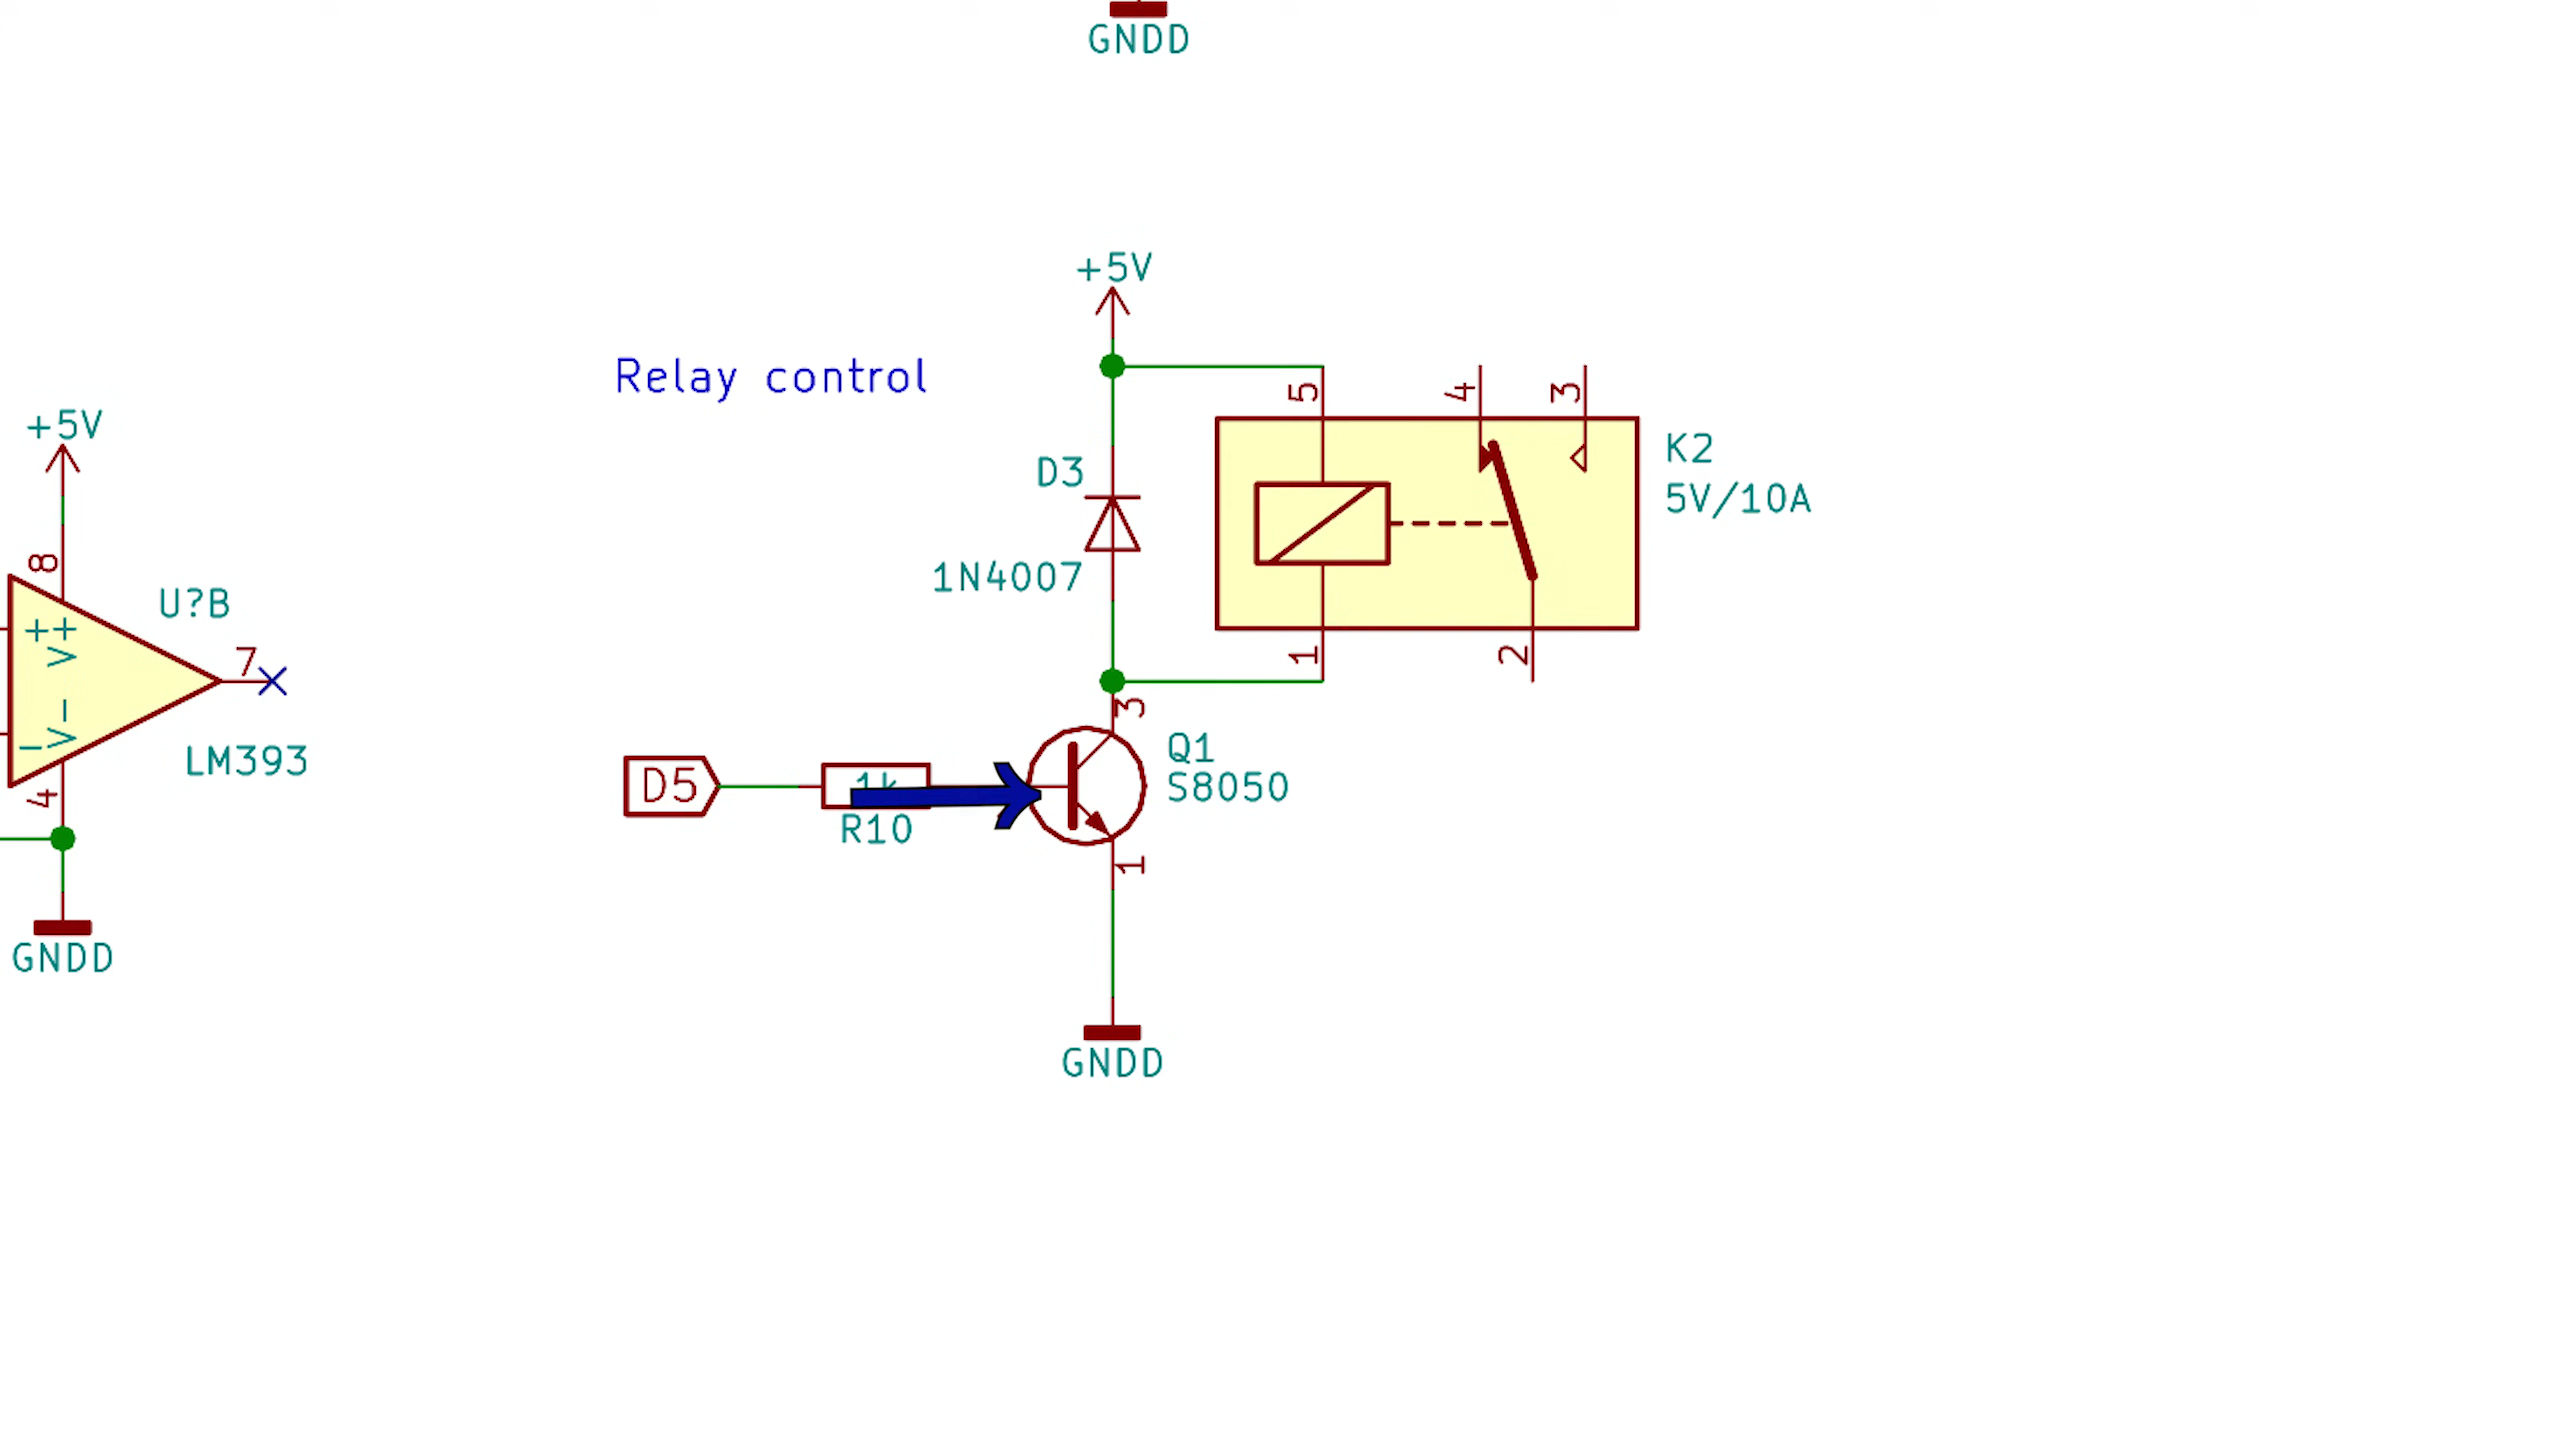 GNDD
+5V
Relay control
5
4
3
K2
5V/10A
+5V
D3
1N4007
8
U?B
+
V+
7
1
2
3
-
V-
LM393
4
Q1
S8050
D5
1k
R10
1
GNDD
GNDD